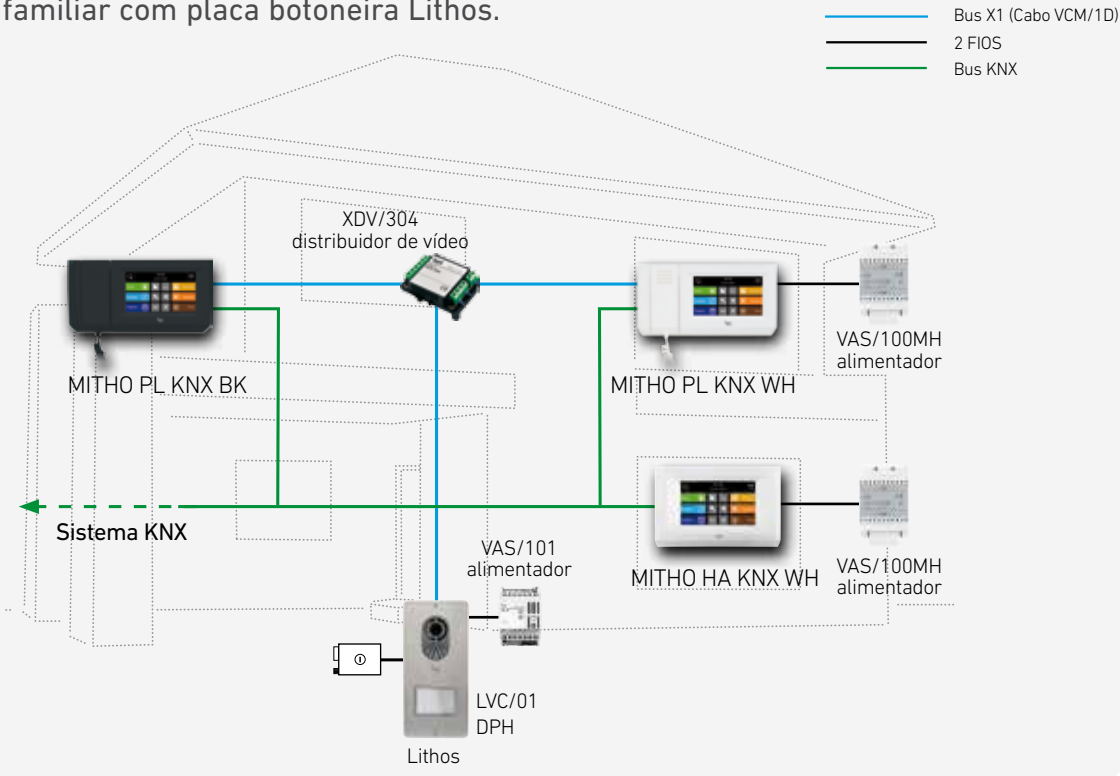 familiar com placa botoneira Lithos.
Bus X1 (Cabo VCM/1D)
2 FIOS
Bus KNX
XDV/304
distribuidor de vídeo
VAS/100MH
alimentador
MITHO PL KNX BK
MITHO PL KNX WH
Sistema KNX
VAS/101
alimentador
MITHO HA KNX WH
VAS/100MH
alimentador
LVC/01
DPH
Lithos